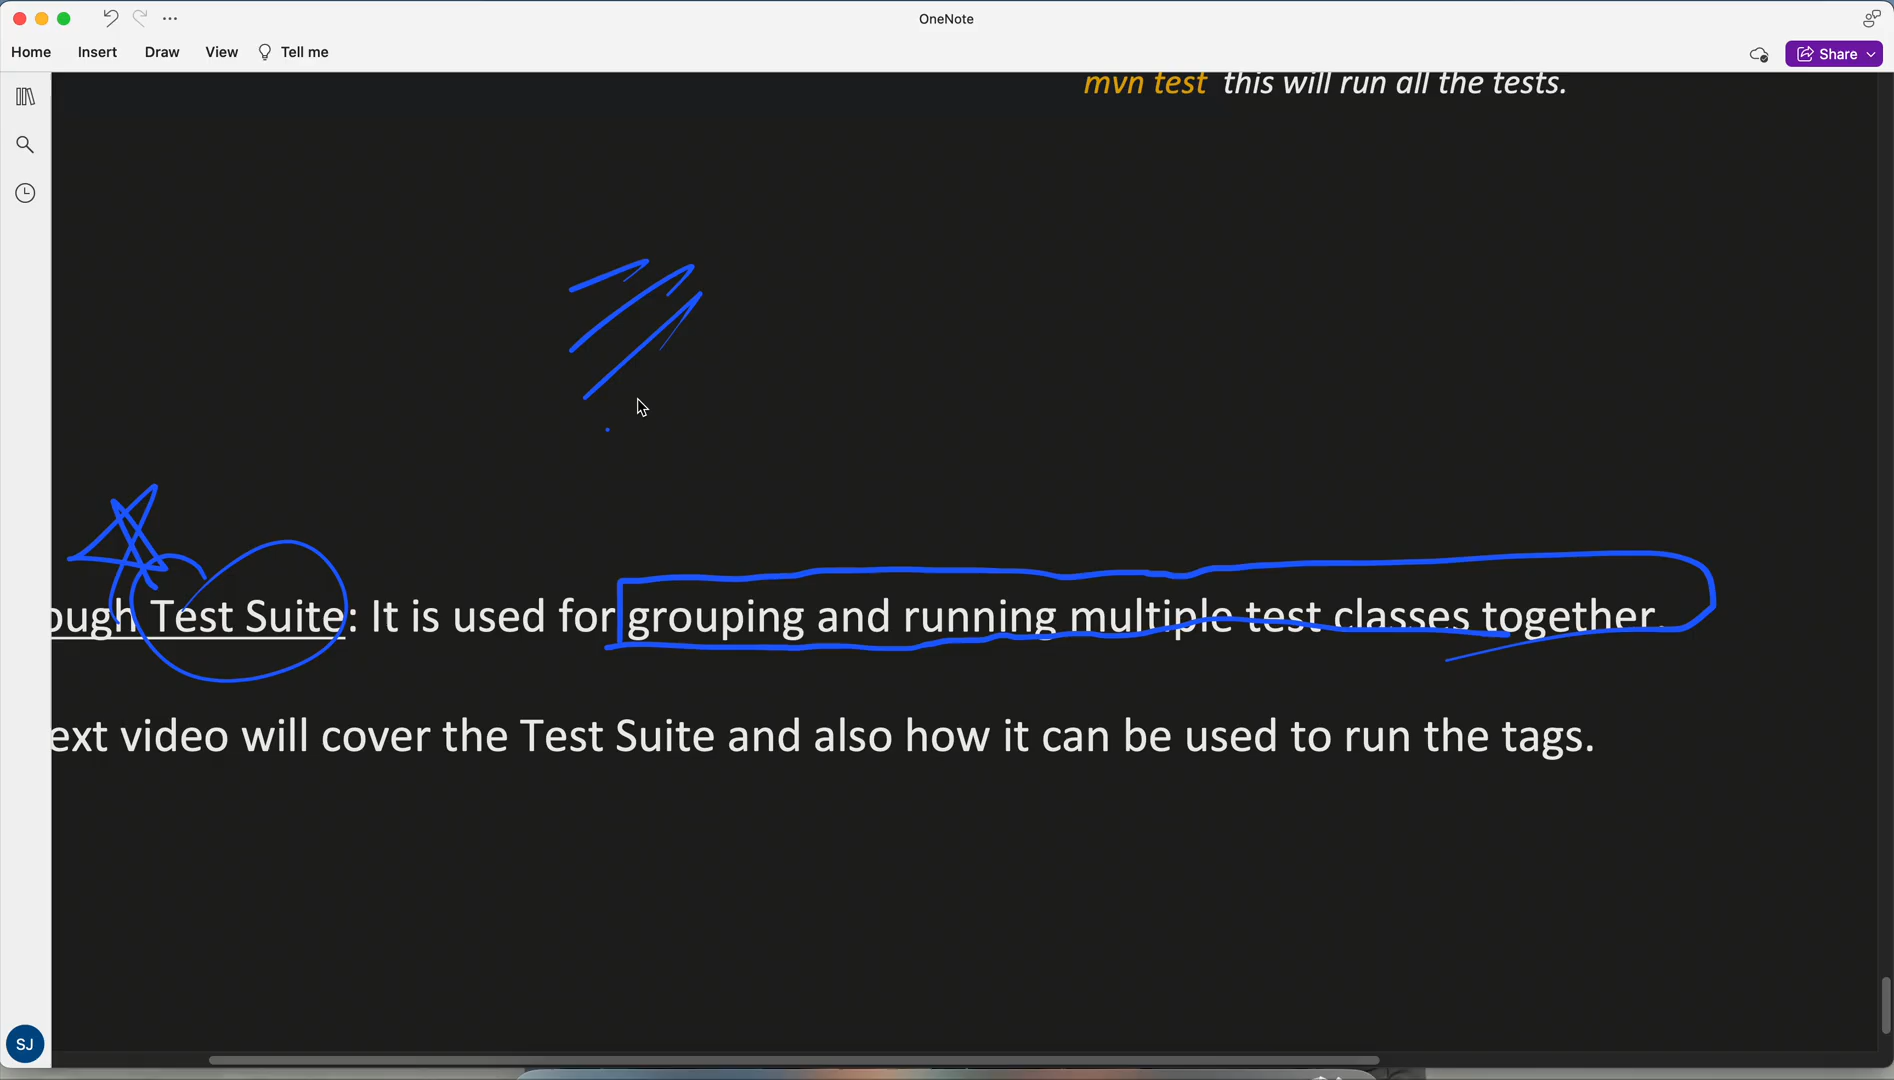 OneNote
Home Insert Draw View Tell me
Share
mvn test this will run all the tests.
ough Test Suite: It is used for grouping and running multiple test classes together.
ext video will cover the Test Suite and also how it can be used to run the tags.
SJ